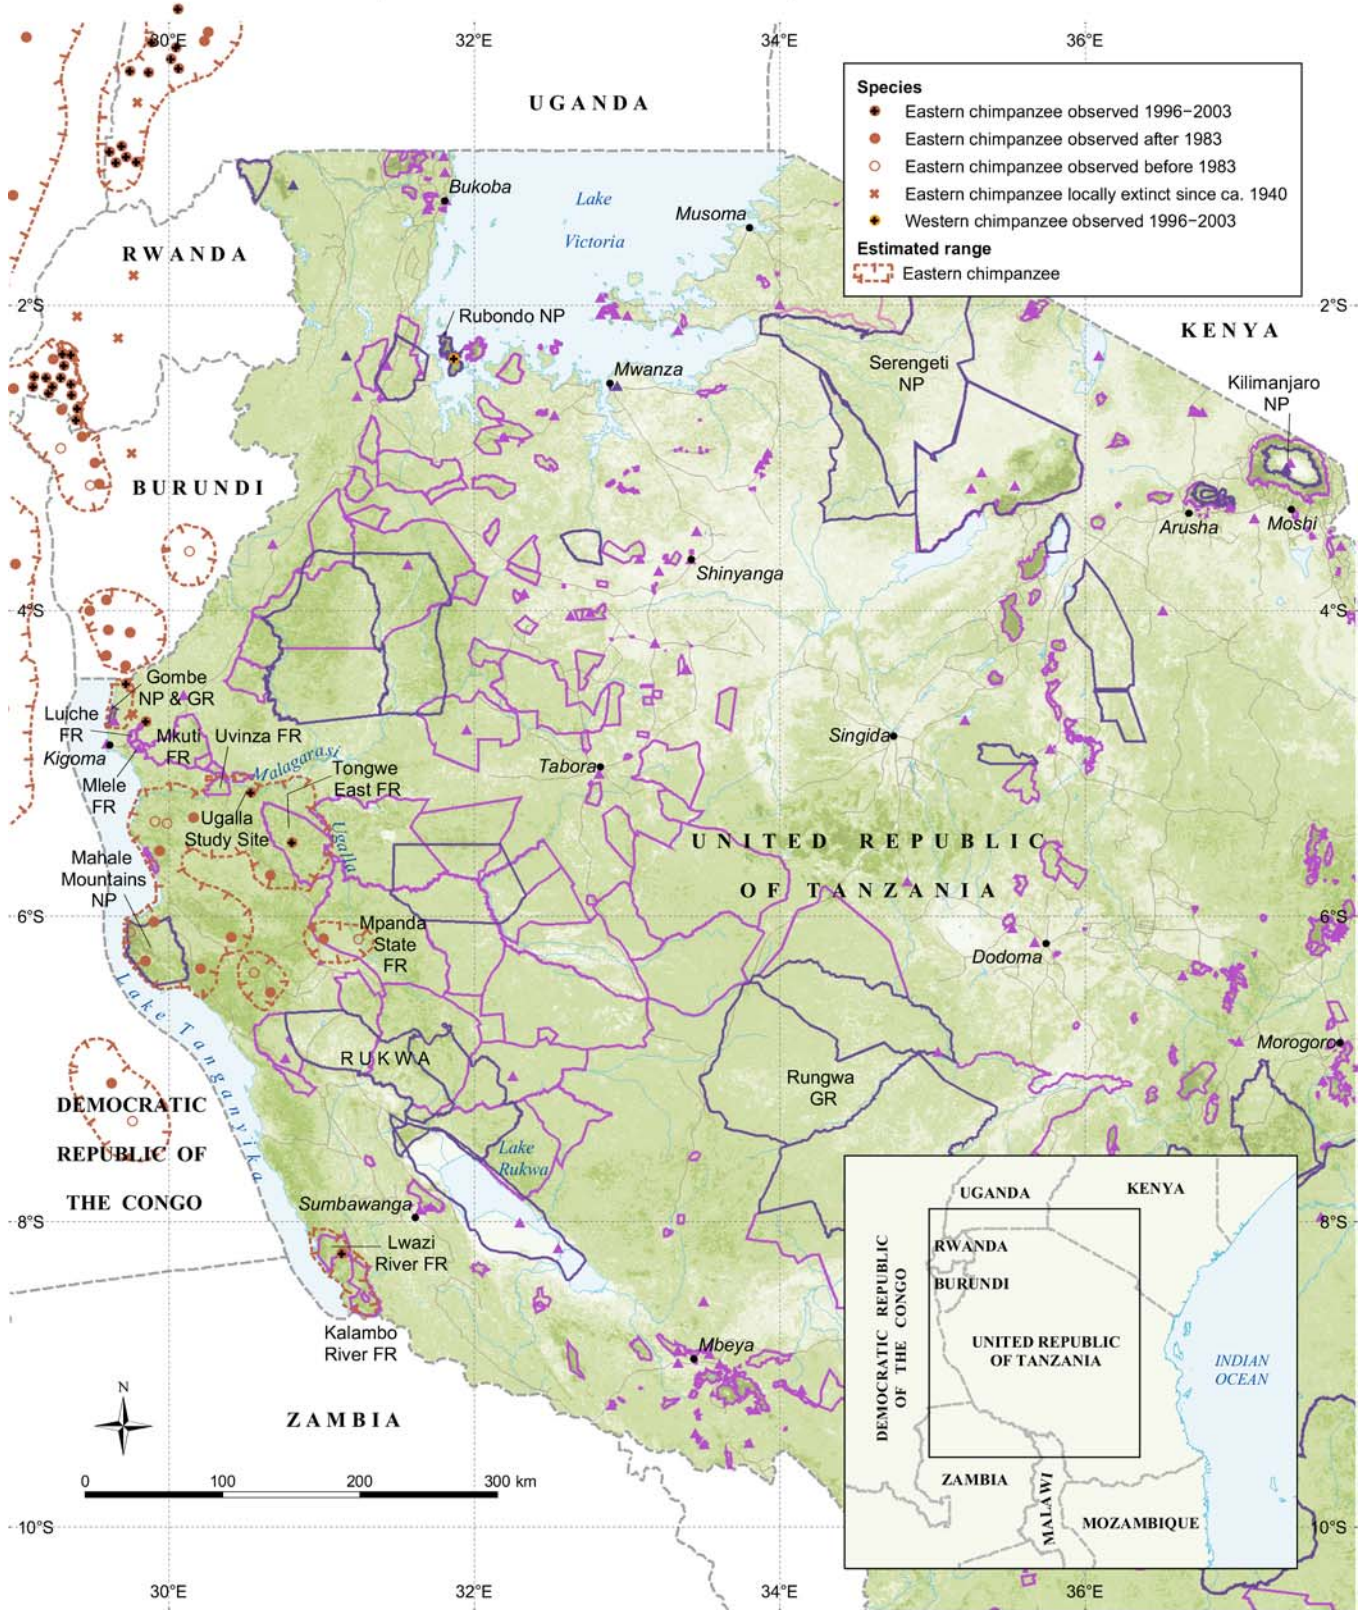 30°E
32°E
34°E
36°E
UGANDA
Species
Eastern chimpanzee observed 1996–2003
Eastern chimpanzee observed after 1983
Eastern chimpanzee observed before 1983
Eastern chimpanzee locally extinct since ca. 1940
Western chimpanzee observed 1996–2003
Estimated range
Eastern chimpanzee
Bukoba
Lake
Victoria
Musoma
RWANDA
2°S
2°S
Rubondo NP
KENYA
Serengeti
NP
Mwanza
Kilimanjaro
NP
BURUNDI
Arusha
Moshi
Shinyanga
4°S
4°S
Gombe
NP & GR
Luiche
FR
Mkuti
FR
Uvinza FR
Kigoma
Malagarasi
Singida
Tabora
Mlele
FR
Tongwe
East FR
Ugalla
Study Site
Ugalla
UNITED REPUBLIC
OF TANZANIA
Mahale
Mountains
NP
6°S
6°S
Mpanda
State
FR
Dodoma
Lake Tanganyika
RUKWA
Morogoro
Rungwa
GR
DEMOCRATIC
REPUBLIC OF
THE CONGO
Lake
Rukwa
Sumbawanga
8°S
8°S
Lwazi
River FR
Kalambo
River FR
Mbeya
N
ZAMBIA
0 100 200 300 km
10°S
10°S
30°E
32°E
34°E
36°E
UGANDA
KENYA
RWANDA
BURUNDI
DEMOCRATIC REPUBLIC
OF THE CONGO
UNITED REPUBLIC
OF TANZANIA
INDIAN
OCEAN
ZAMBIA
MALAWI
MOZAMBIQUE